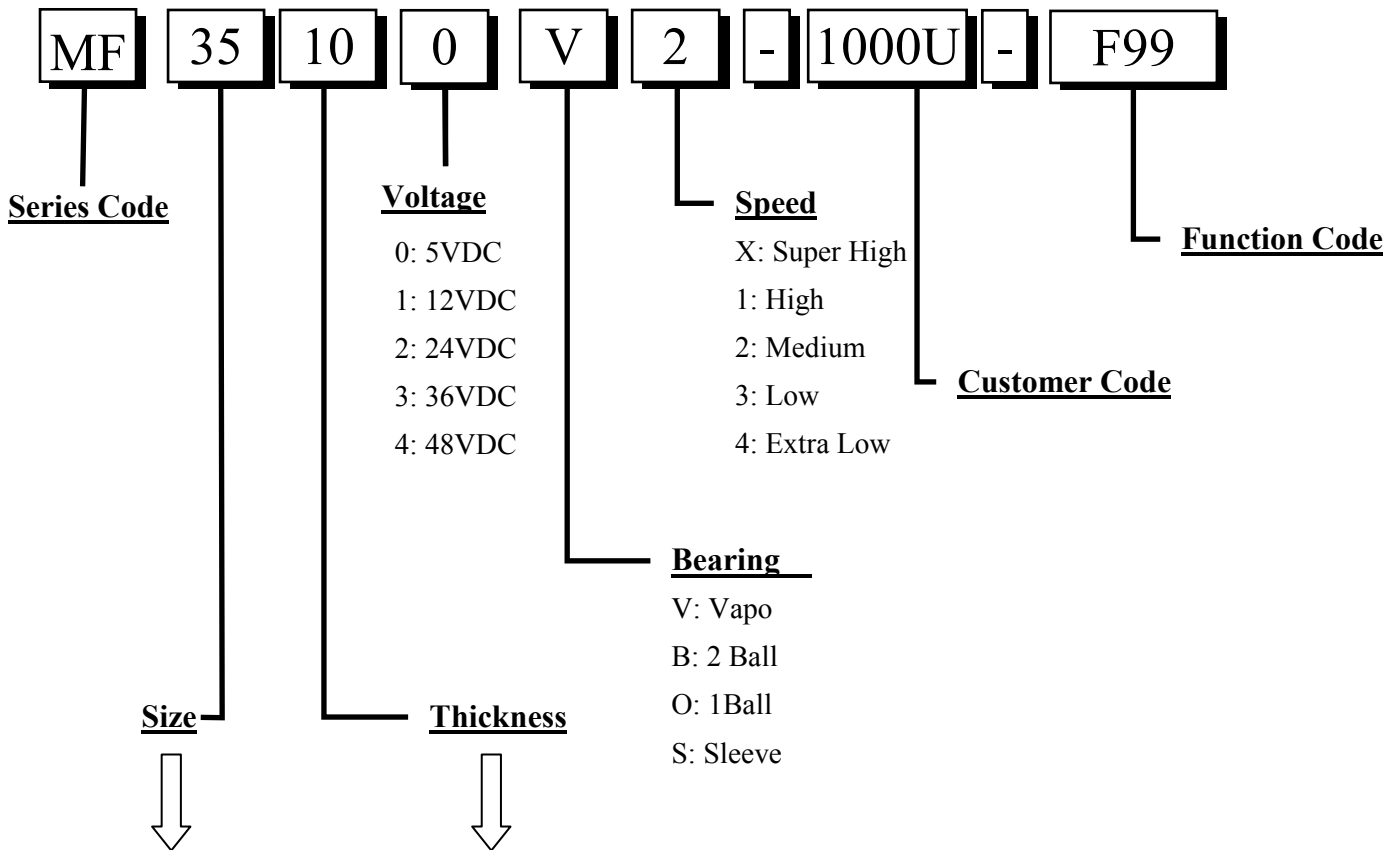 MF 35 10 0 V 2 - 1000U - F99
Series Code
Voltage
0: 5VDC
1: 12VDC
2: 24VDC
3: 36VDC
4: 48VDC
Speed
X: Super High
1: High
2: Medium
3: Low
4: Extra Low
Function Code
Customer Code
Bearing
V: Vapo
B: 2 Ball
O: 1Ball
S: Sleeve
Size
Thickness